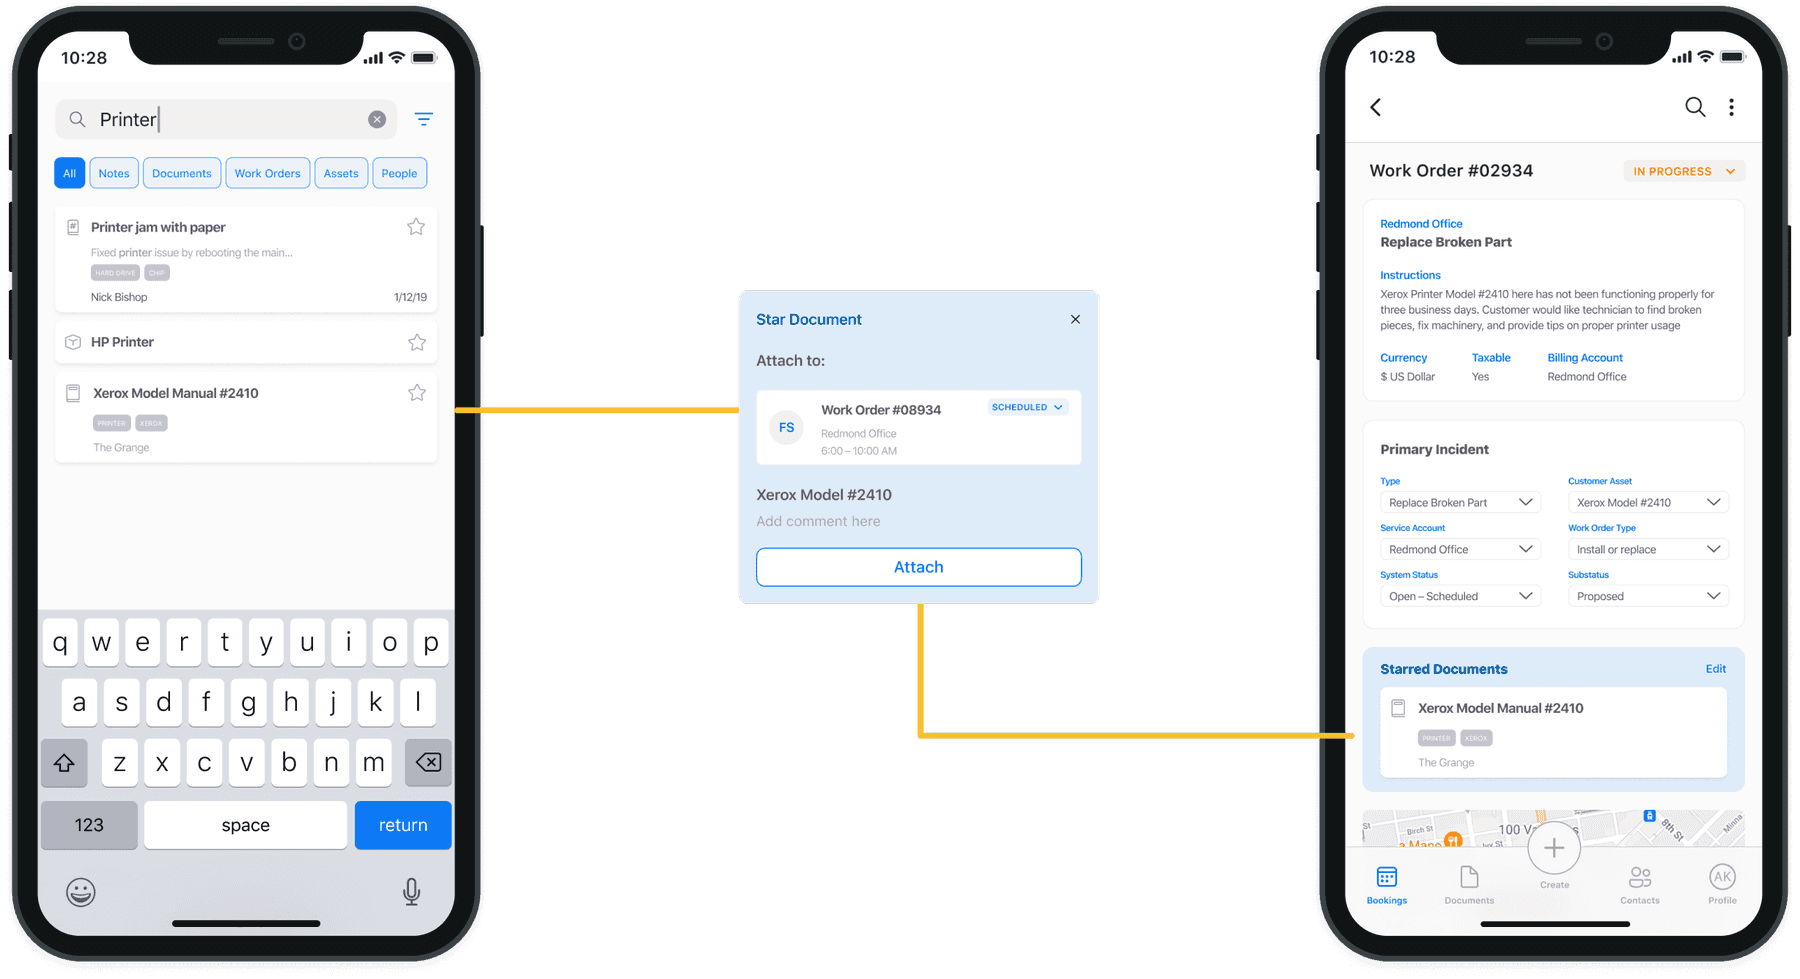 10:28
Printer
All Notes Documents Work Orders Assets People
Printer jam with paper
Fixed printer issue by rebooting the main...
HARD DRIVE CHIP
Nick Bishop 1/12/19
HP Printer
Xerox Model Manual #2410
PRINTER XEROX
The Grange
q w e r t y u i o p
a s d f g h j k l
z x c v b n m
123 space return
Star Document
Attach to:
FS
Work Order #08934 SCHEDULED
Redmond Office
6:00 – 10:00 AM
Xerox Model #2410
Add comment here
Attach
10:28
Work Order #02934 IN PROGRESS
Redmond Office
Replace Broken Part
Instructions
Xerox Printer Model #2410 here has not been functioning properly for
three business days. Customer would like technician to find broken
pieces, fix machinery, and provide tips on proper printer usage
Currency Taxable Billing Account
$ US Dollar Yes Redmond Office
Primary Incident
Type Customer Asset
Replace Broken Part Xerox Model #2410
Service Account Work Order Type
Redmond Office Install or replace
System Status Substatus
Open – Scheduled Proposed
Starred Documents Edit
Xerox Model Manual #2410
PRINTER XEROX
The Grange
Birch St 100 8th St Minna
a Mano
Bookings Documents Create Contacts AK Profile